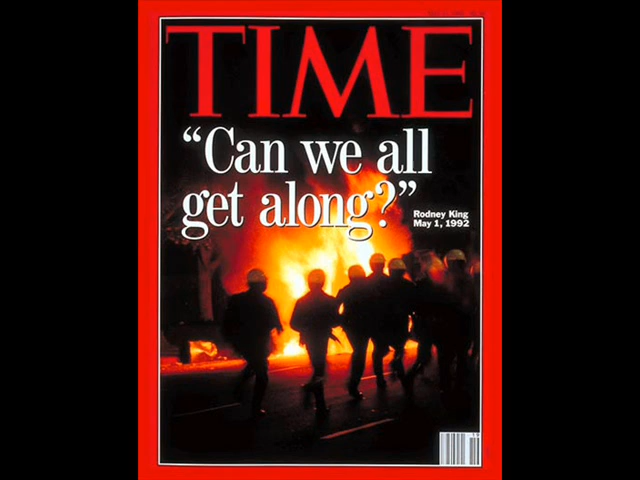 TIME
“Can we all
get along?”
Rodney King
May 1, 1992